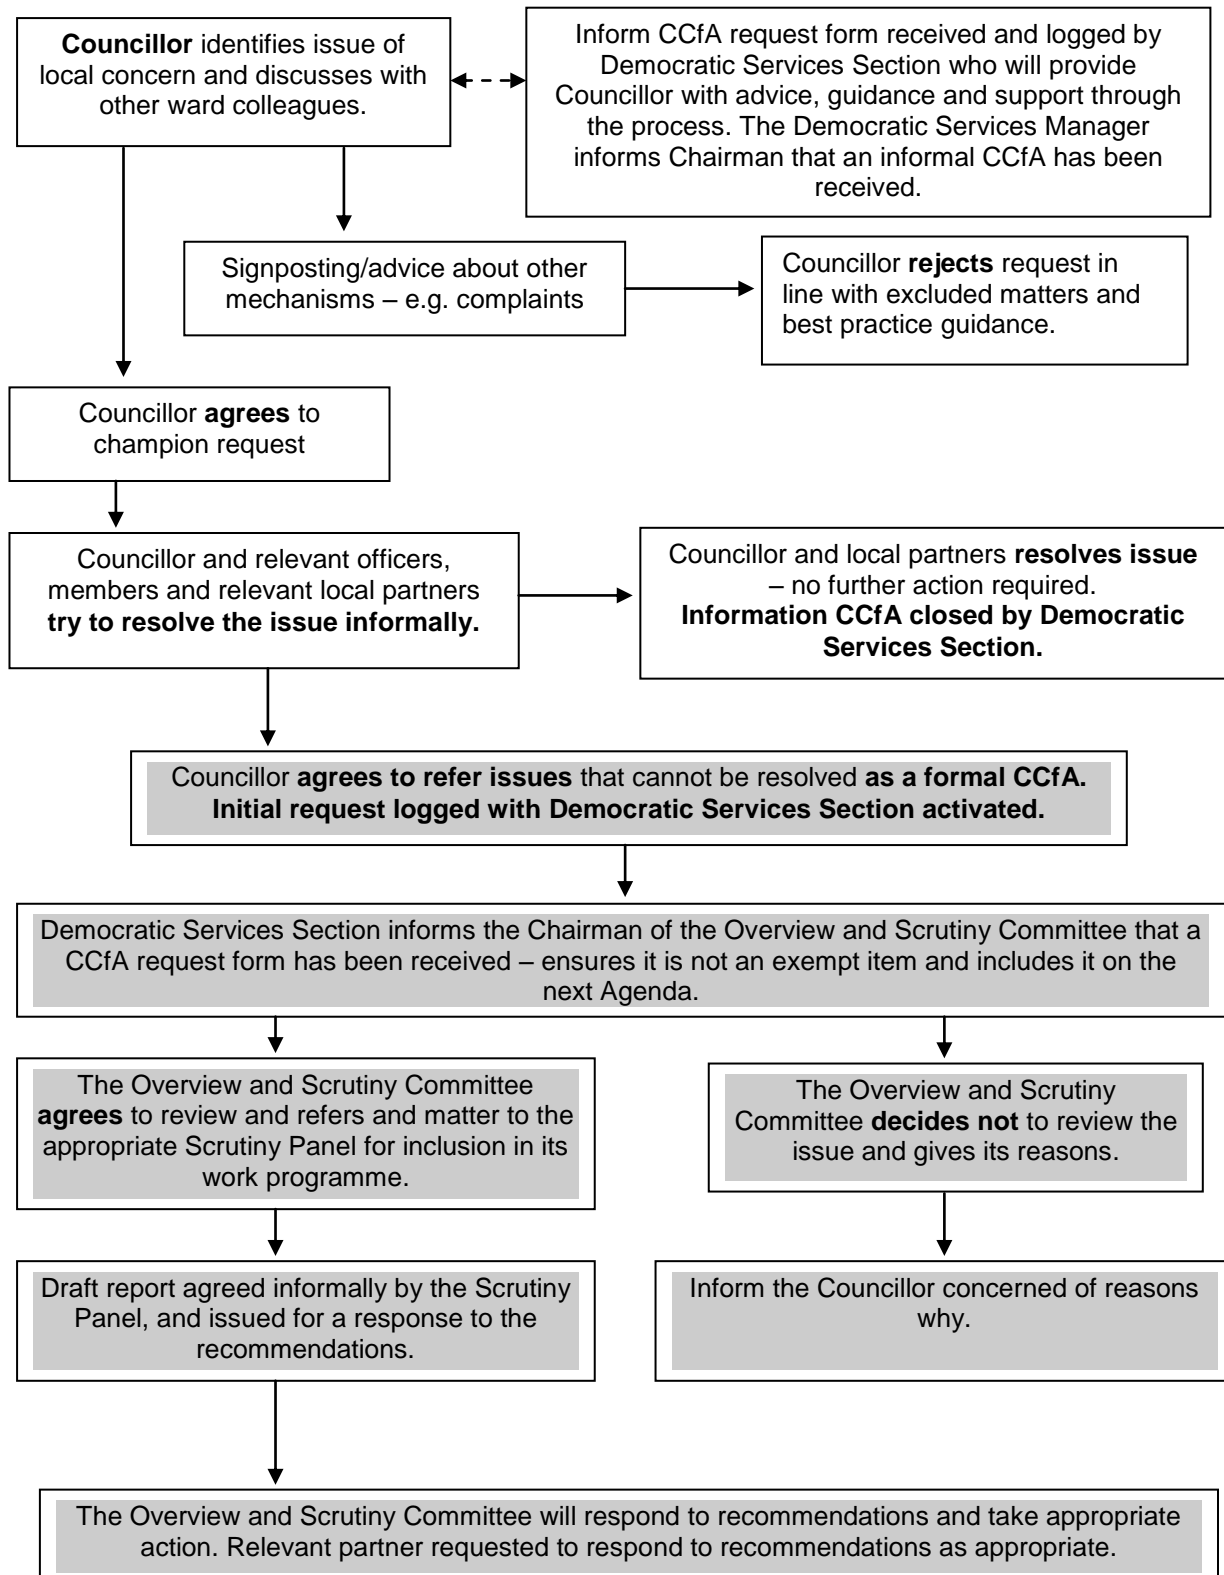 Councillor identifies issue of
local concern and discusses with
other ward colleagues.
Inform CCfA request form received and logged by
Democratic Services Section who will provide
Councillor with advice, guidance and support through
the process. The Democratic Services Manager
informs Chairman that an informal CCfA has been
received.
Signposting/advice about other
mechanisms – e.g. complaints
Councillor rejects request in
line with excluded matters and
best practice guidance.
Councillor agrees to
champion request
Councillor and relevant officers,
members and relevant local partners
try to resolve the issue informally.
Councillor and local partners resolves issue
– no further action required.
Information CCfA closed by Democratic
Services Section.
Councillor agrees to refer issues that cannot be resolved as a formal CCfA.
Initial request logged with Democratic Services Section activated.
Democratic Services Section informs the Chairman of the Overview and Scrutiny Committee that a
CCfA request form has been received – ensures it is not an exempt item and includes it on the
next Agenda.
The Overview and Scrutiny Committee
agrees to review and refers and matter to the
appropriate Scrutiny Panel for inclusion in its
work programme.
The Overview and Scrutiny
Committee decides not to review the
issue and gives its reasons.
Draft report agreed informally by the Scrutiny
Panel, and issued for a response to the
recommendations.
Inform the Councillor concerned of reasons
why.
The Overview and Scrutiny Committee will respond to recommendations and take appropriate
action. Relevant partner requested to respond to recommendations as appropriate.